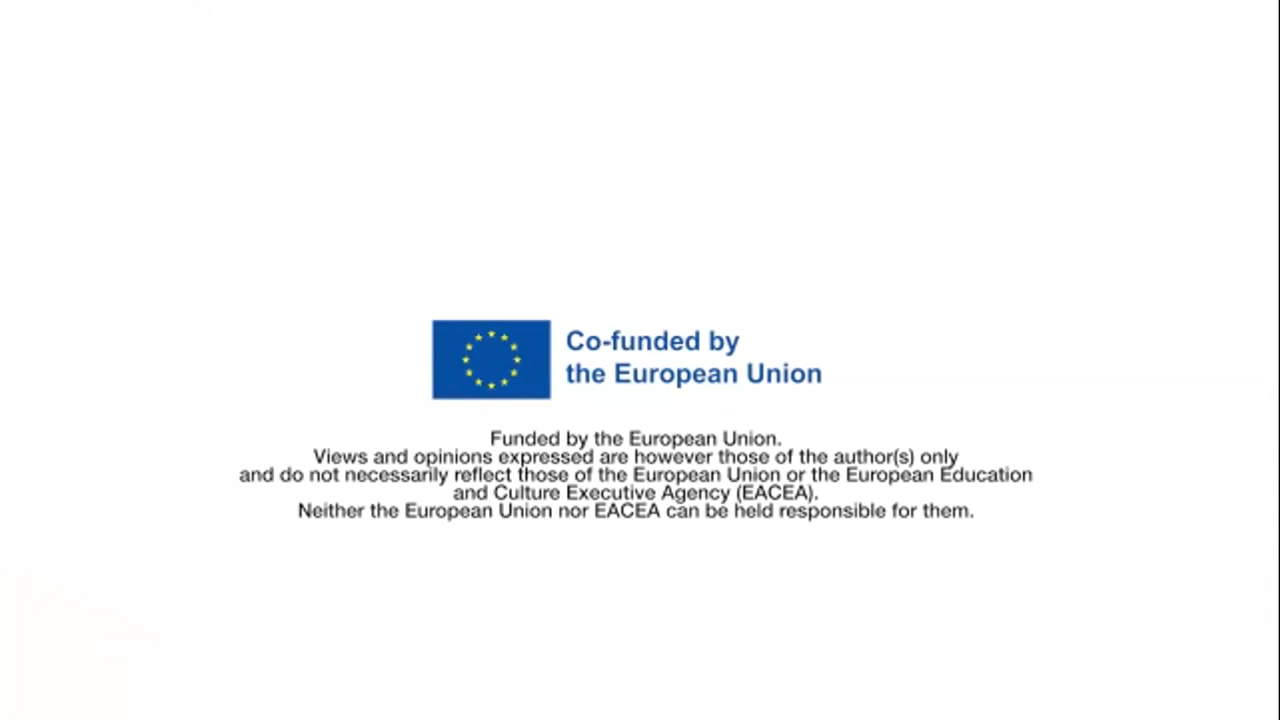 Co-funded by
the European Union
Funded by the European Union.
Views and opinions expressed are however those of the author(s) only
and do not necessarily reflect those of the European Union or the European Education
and Culture Executive Agency (EACEA).
Neither the European Union nor EACEA can be held responsible for them.